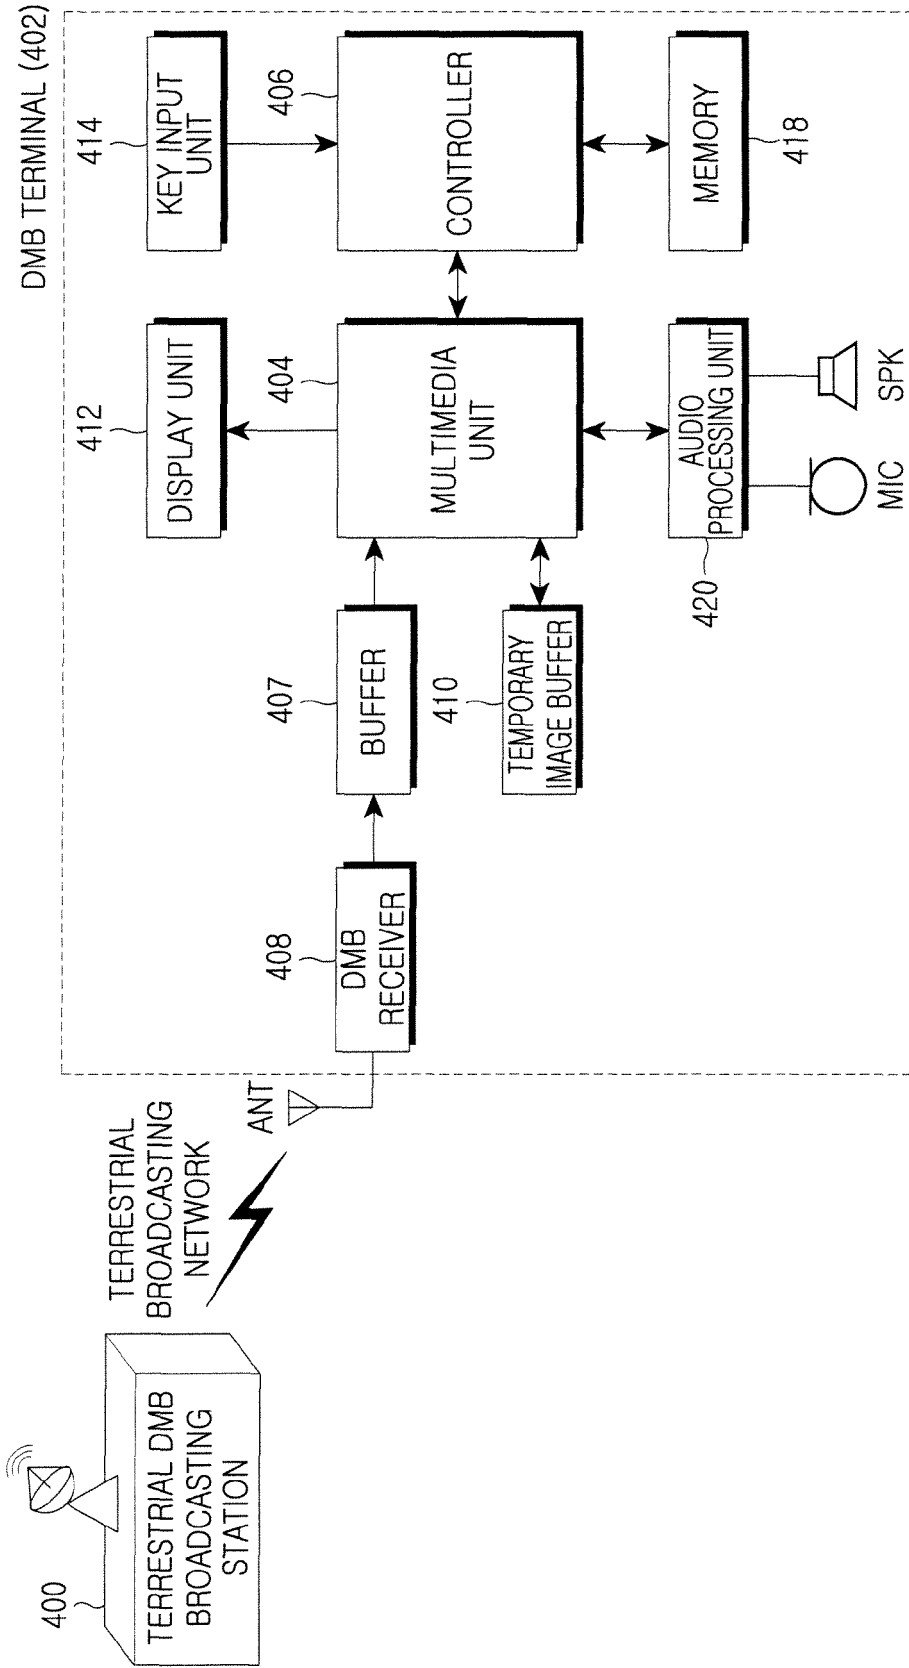 DMB TERMINAL (402)
400
TERRESTRIAL DMB
BROADCASTING
STATION
TERRESTRIAL
BROADCASTING
NETWORK
ANT
408
DMB
RECEIVER
407
BUFFER
410
TEMPORARY
IMAGE BUFFER
412
DISPLAY UNIT
404
MULTIMEDIA
UNIT
420
AUDIO
PROCESSING UNIT
MIC
SPK
414
KEY INPUT
UNIT
406
CONTROLLER
MEMORY
418